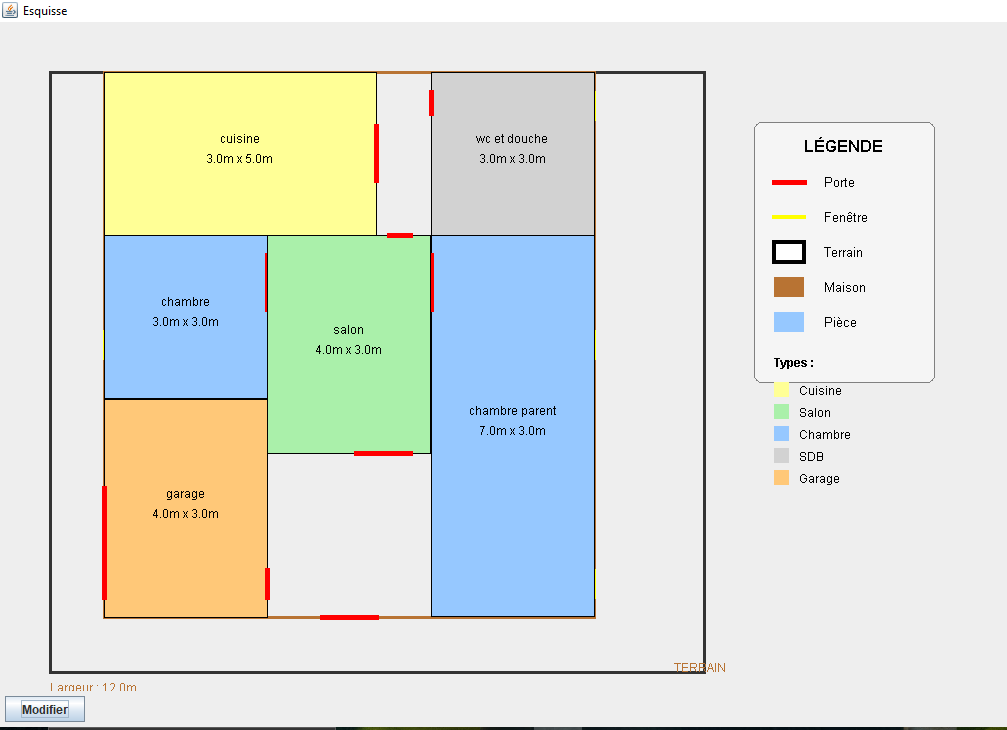 Esquisse
cuisine
3.0m x 5.0m
wc et douche
3.0m x 3.0m
chambre
3.0m x 3.0m
salon
4.0m x 3.0m
chambre parent
7.0m x 3.0m
garage
4.0m x 3.0m
TERRAIN
Largeur : 12.0m
Modifier
LÉGENDE
Porte
Fenêtre
Terrain
Maison
Pièce
Types :
Cuisine
Salon
Chambre
SDB
Garage